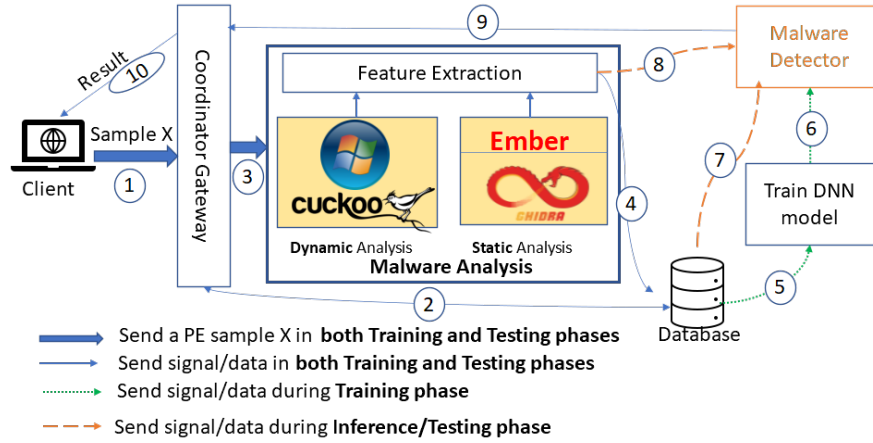 9
Result
10
Coordinator Gateway
Feature Extraction
8
Malware
Detector
Sample X
Client
1
3
Ember
cuckoo
GHIDRA
Dynamic Analysis
Static Analysis
Malware Analysis
4
7
6
Train DNN
model
5
2
Database
Send a PE sample X in both Training and Testing phases
Send signal/data in both Training and Testing phases
Send signal/data during Training phase
Send signal/data during Inference/Testing phase